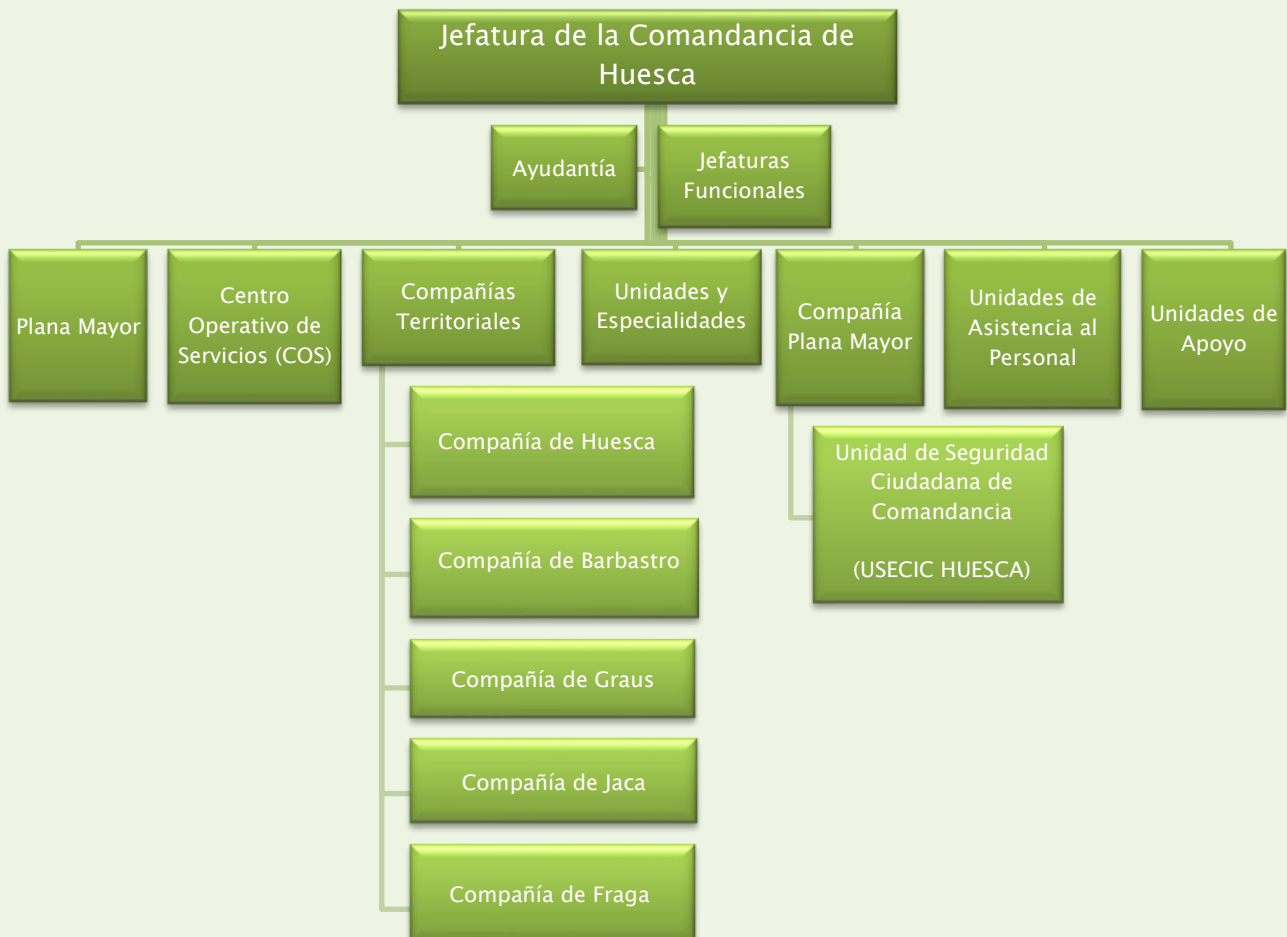 Jefatura de la Comandancia de
Huesca
Ayudantía
Jefaturas
Funcionales
Plana Mayor
Centro
Operativo de
Servicios (COS)
Compañías
Territoriales
Unidades y
Especialidades
Compañía
Plana Mayor
Unidades de
Asistencia al
Personal
Unidades de
Apoyo
Compañía de Huesca
Compañía de Barbastro
Compañía de Graus
Compañía de Jaca
Compañía de Fraga
Unidad de Seguridad
Ciudadana de
Comandancia
(USECIC HUESCA)